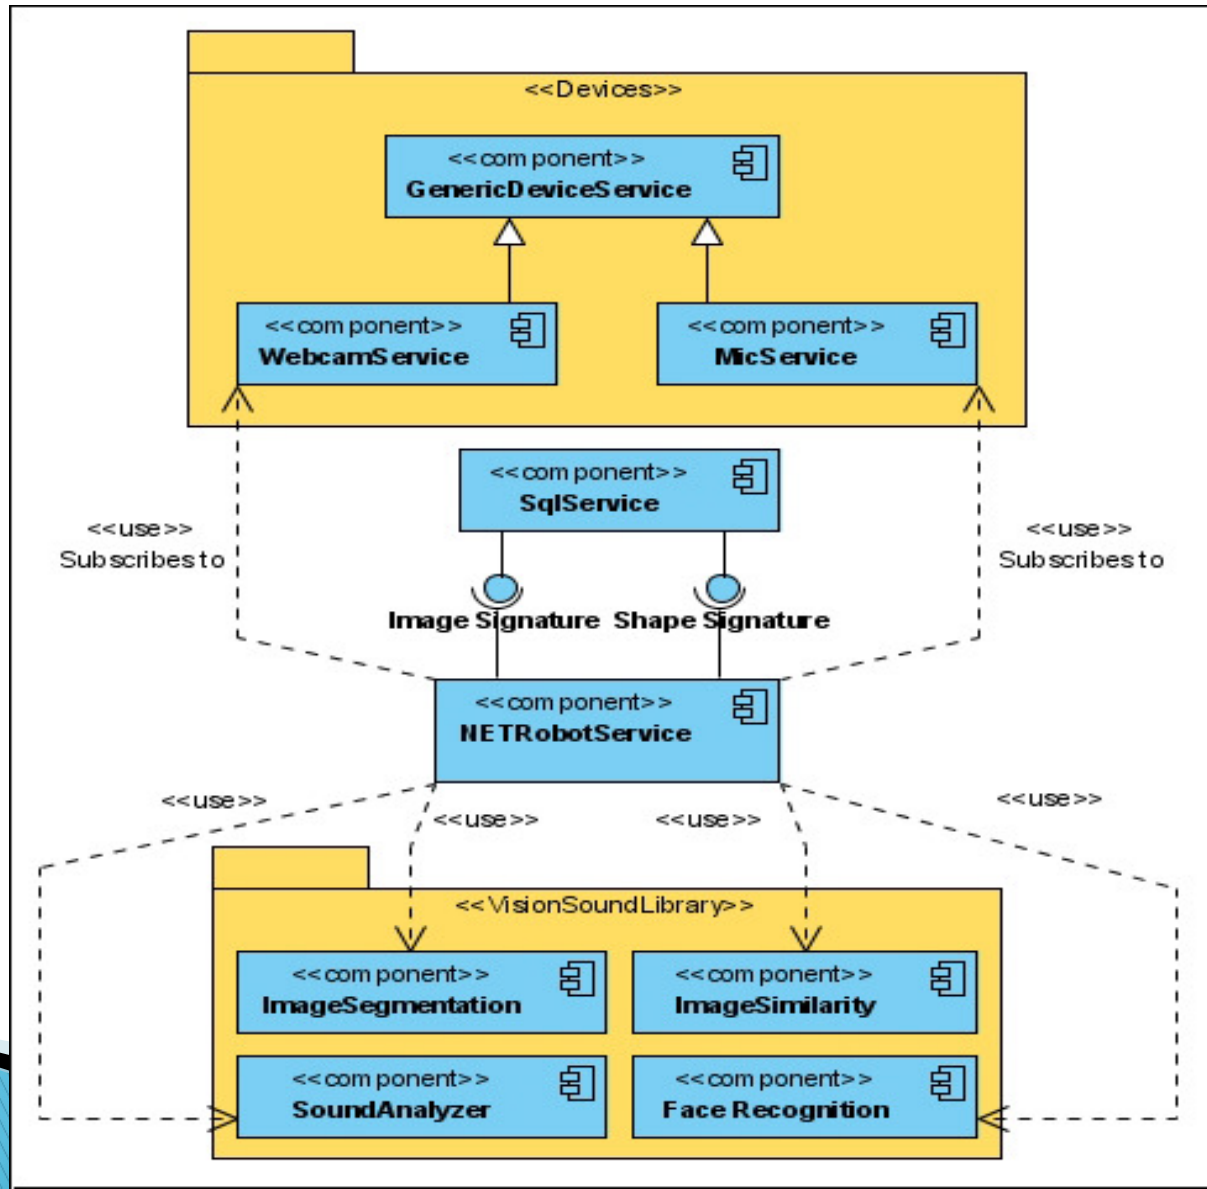 <<Devices>>
<<component>>
GenericDeviceService
<<component>>
WebcamService
<<component>>
MicService
<<component>>
SqlService
<<use>>
Subscribes to
<<use>>
Subscribes to
Image Signature
Shape Signature
<<component>>
NETRobotService
<<use>>
<<use>>
<<use>>
<<use>>
<<VisionSoundLibrary>>
<<component>>
ImageSegmentation
<<component>>
ImageSimilarity
<<component>>
SoundAnalyzer
<<component>>
Face Recognition